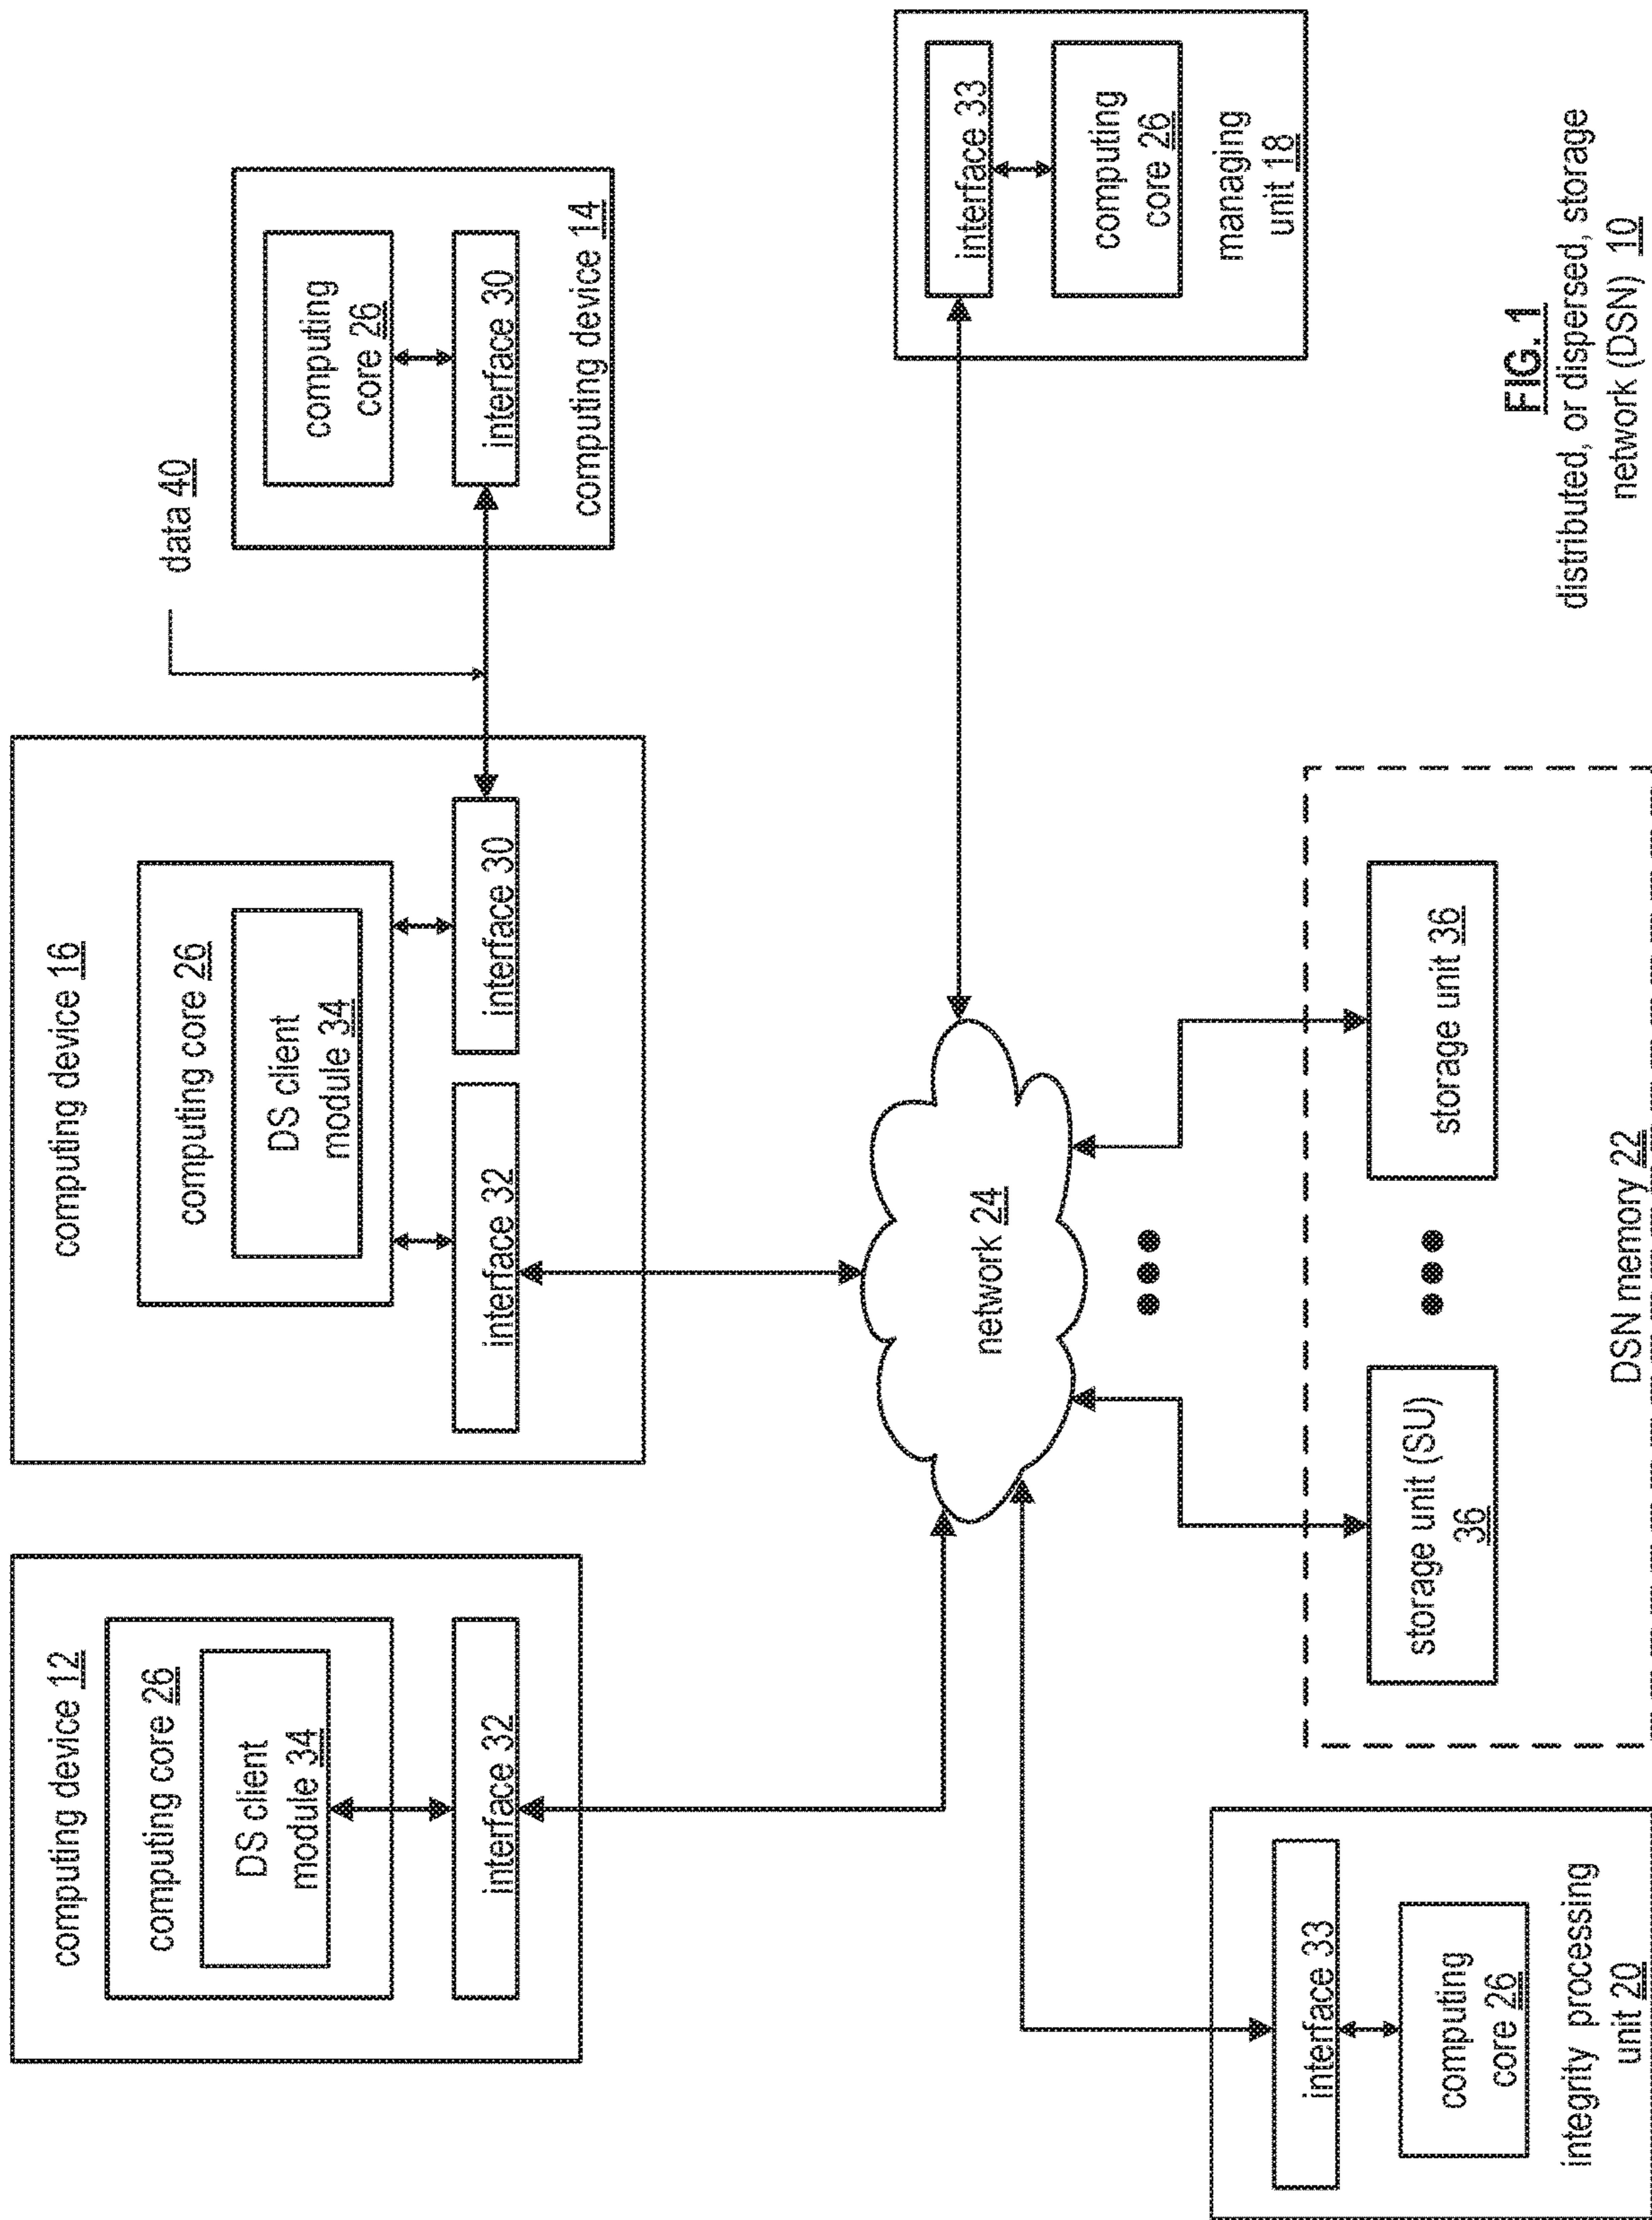 computing device 12
computing core 26
DS client
module 34
interface 32
computing device 16
computing core 26
DS client
module 34
interface 32
interface 30
data 40
computing
core 26
interface 30
computing device 14
network 24
interface 33
computing
core 26
managing
unit 18
interface 33
computing
core 26
integrity processing
unit 20
storage unit (SU)
36
storage unit 36
DSN memory 22
FIG. 1
distributed, or dispersed, storage
network (DSN) 10